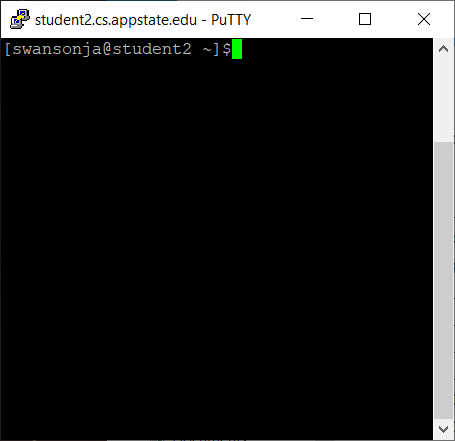 student2.cs.appstate.edu - PuTTY
[swansonja@student2 ~]$